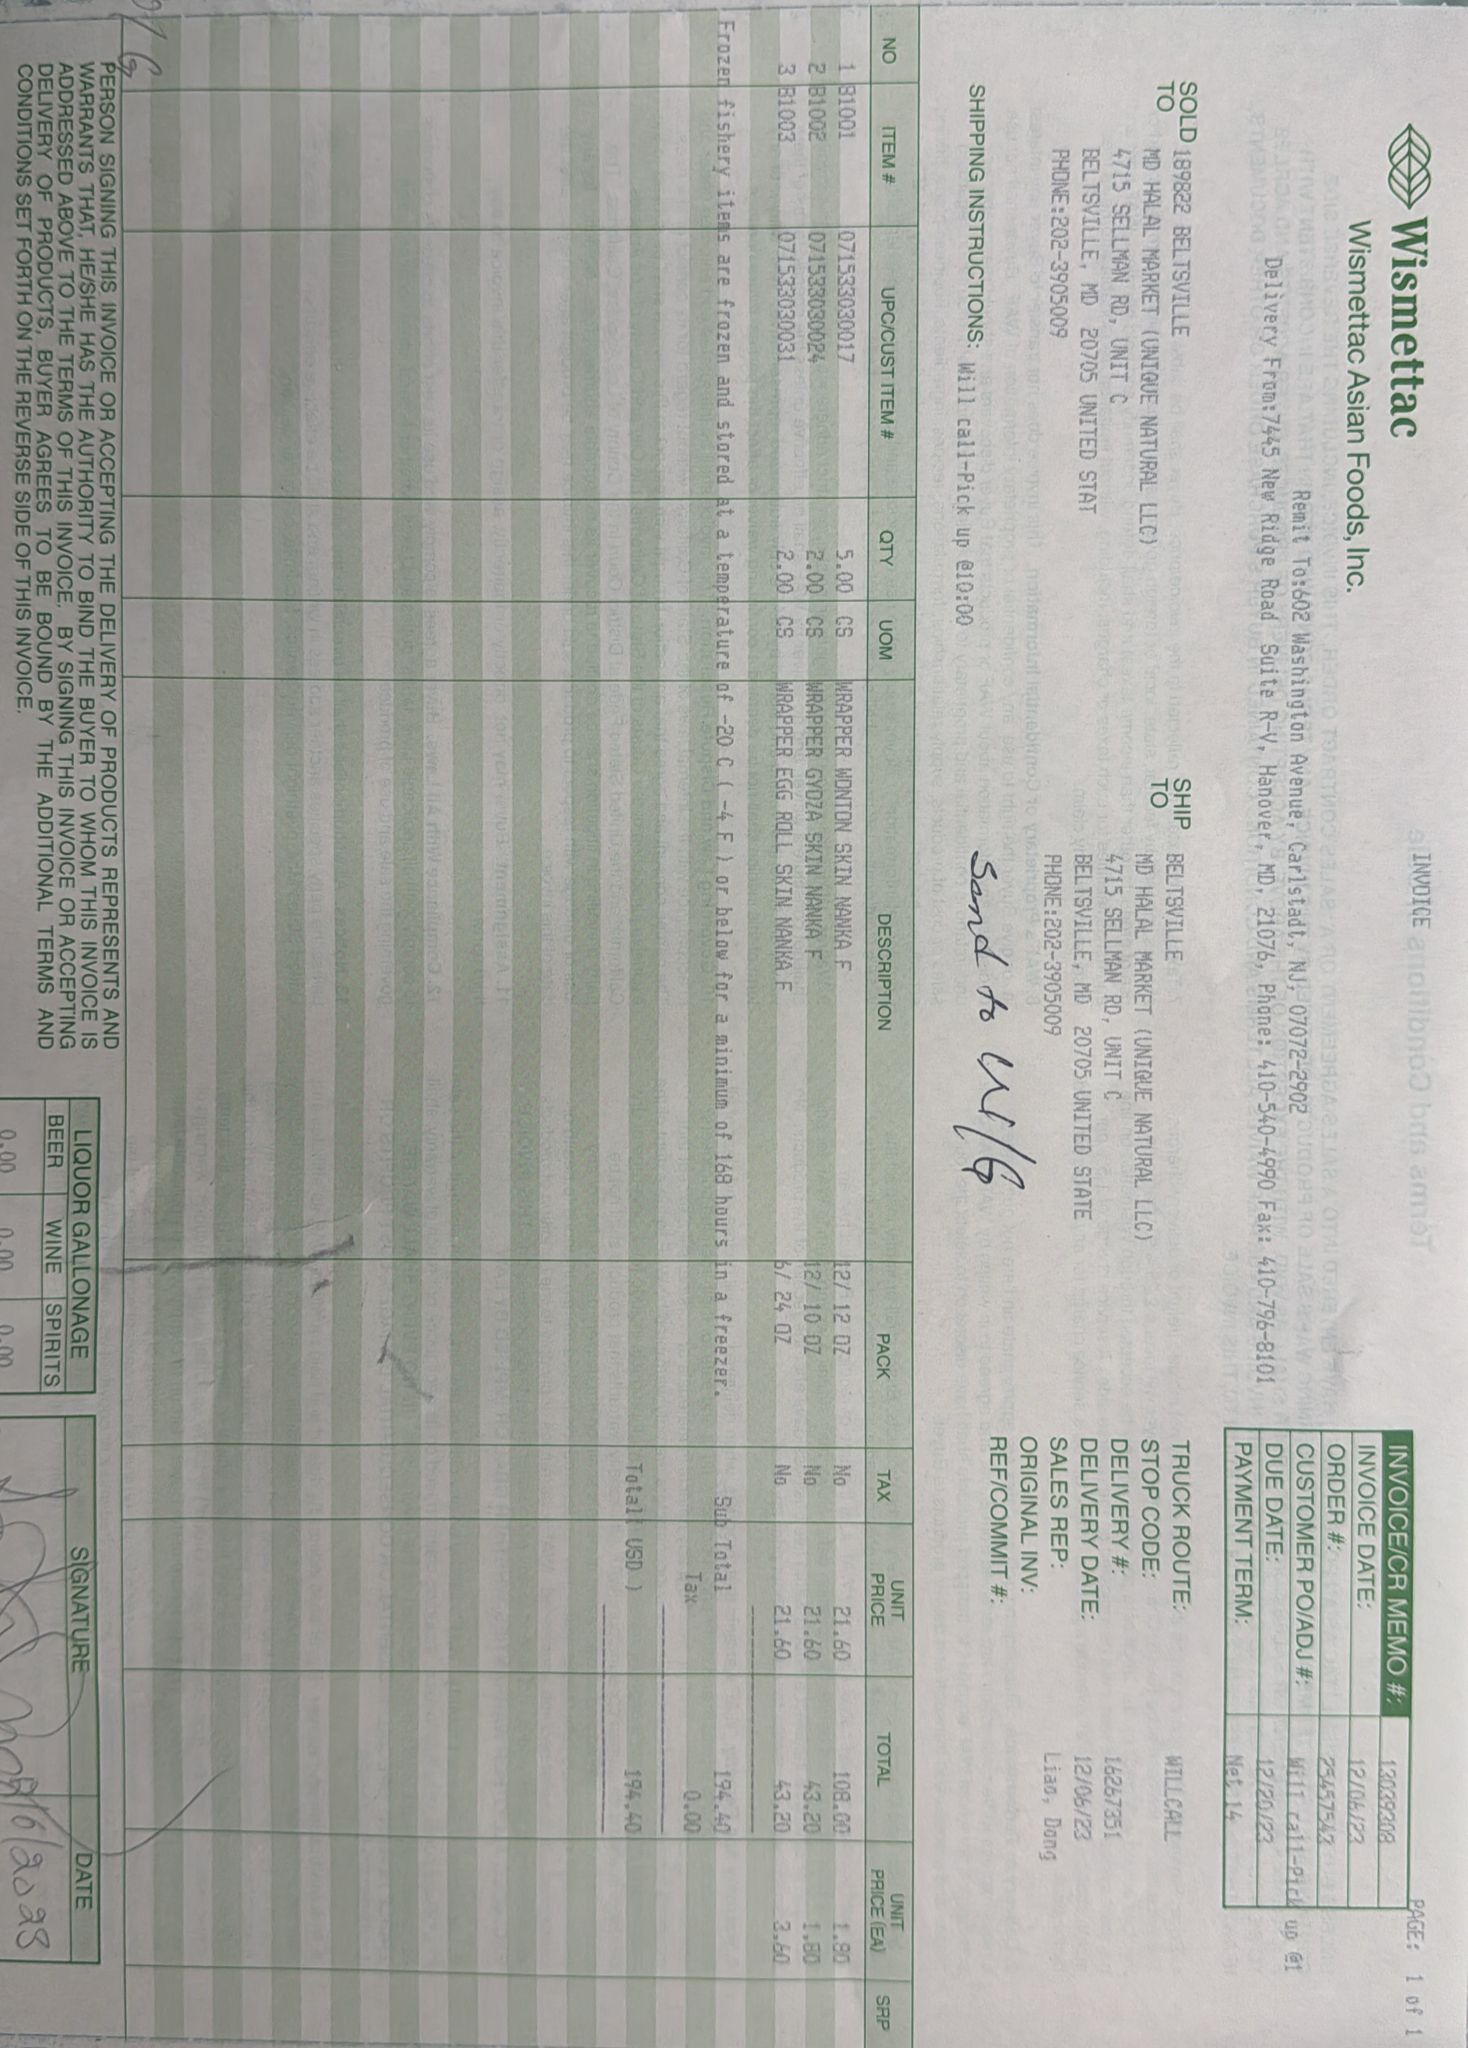 INVOICE
PAGE: 1 of 1
Wismettac
Wismettac Asian Foods, Inc.
Remit To:602 Washington Avenue, Carlstadt, NJ, 07072-2902
Delivery From:7445 New Ridge Road Suite R-V, Hanover, MD, 21076, Phone: 410-540-4990 Fax: 410-796-8101
INVOICE/CR MEMO #: 13039308
INVOICE DATE: 12/06/23
ORDER #: 25457543
CUSTOMER PO/ADJ #: Will call-Pick up @1
DUE DATE: 12/20/23
PAYMENT TERM: Net 14
SOLD TO 189822 BELTSVILLE
MD HALAL MARKET (UNIQUE NATURAL LLC)
4715 SELLMAN RD, UNIT C
BELTSVILLE, MD 20705 UNITED STAT
PHONE:202-3905009
SHIP TO BELTSVILLE
MD HALAL MARKET (UNIQUE NATURAL LLC)
4715 SELLMAN RD, UNIT C
BELTSVILLE, MD 20705 UNITED STATE
PHONE:202-3905009
TRUCK ROUTE: WILLCALL
STOP CODE:
DELIVERY #: 16267351
DELIVERY DATE: 12/06/23
SALES REP: Liao, Dong
ORIGINAL INV:
REF/COMMIT #:
SHIPPING INSTRUCTIONS: Will call-Pick up @10:00
Send to W/G
NO ITEM # UPC/CUST ITEM # QTY UOM DESCRIPTION PACK TAX UNIT PRICE TOTAL UNIT PRICE (EA) SRP
1 81001 071533030017 5.00 CS WRAPPER WONTON SKIN NANKA F 12/ 12 OZ No 21.60 108.00 1.80
2 81002 071533030024 2.00 CS WRAPPER GYOZA SKIN NANKA F 12/ 10 OZ No 21.60 43.20 1.80
3 81003 071533030031 2.00 CS WRAPPER EGG ROLL SKIN NANKA F 6/ 24 OZ No 21.60 43.20 3.60
Frozen fishery items are frozen and stored at a temperature of -20 C ( -4 F ) or below for a minimum of 168 hours in a freezer.
Sub Total 194.40
Tax 0.00
Total( USD ) 194.40
PERSON SIGNING THIS INVOICE OR ACCEPTING THE DELIVERY OF PRODUCTS REPRESENTS AND
WARRANTS THAT, HE/SHE HAS THE AUTHORITY TO BIND THE BUYER TO WHOM THIS INVOICE IS
ADDRESSED ABOVE TO THE TERMS OF THIS INVOICE. BY SIGNING THIS INVOICE OR ACCEPTING
DELIVERY OF PRODUCTS, BUYER AGREES TO BE BOUND BY THE ADDITIONAL TERMS AND
CONDITIONS SET FORTH ON THE REVERSE SIDE OF THIS INVOICE.
LIQUOR GALLONAGE
BEER WINE SPIRITS
0.00 0.00 0.00
SIGNATURE DATE